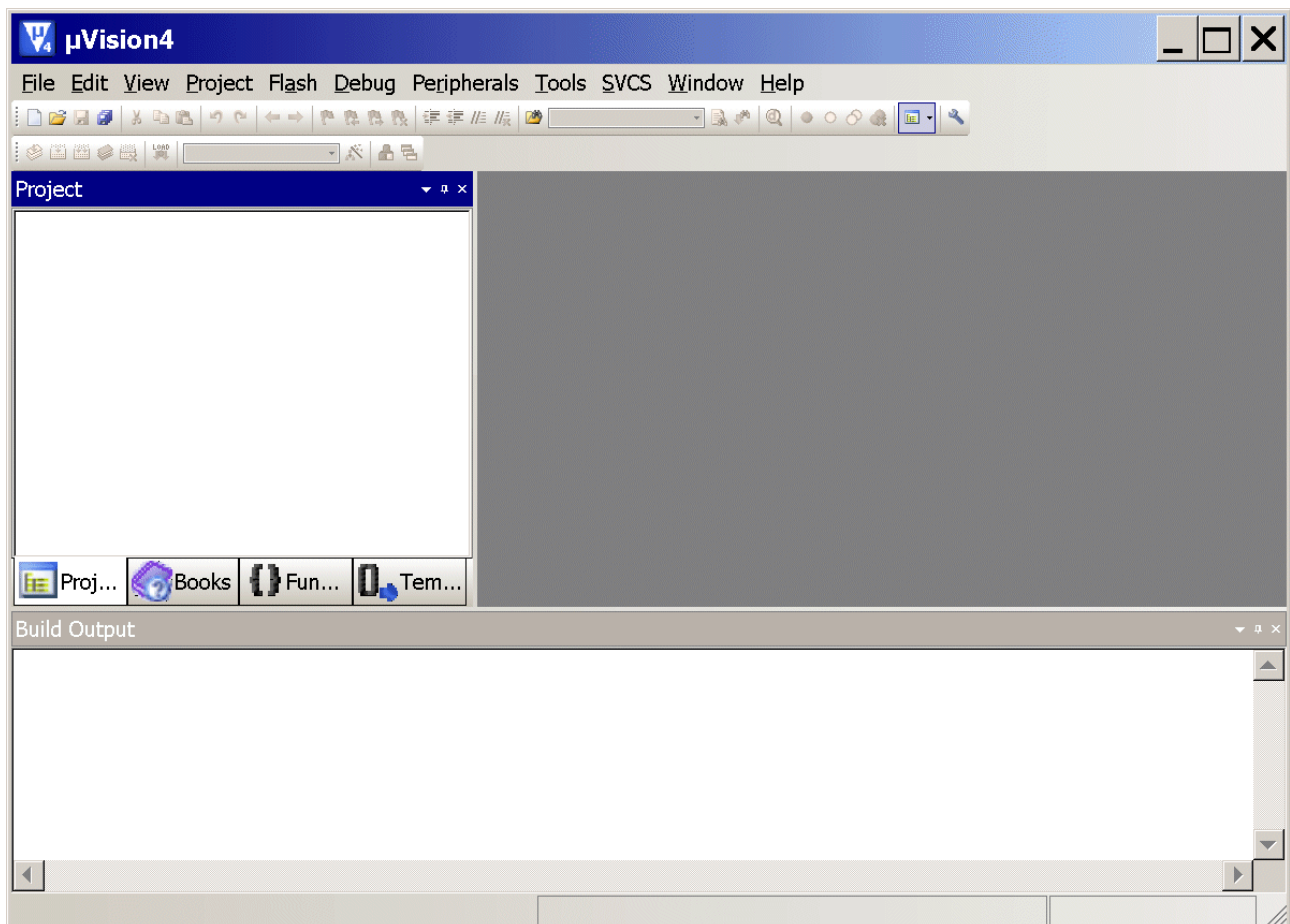 µVision4
File Edit View Project Flash Debug Peripherals Tools SVCS Window Help
LOAD
Project
Proj... Books {} Fun... Tem...
Build Output